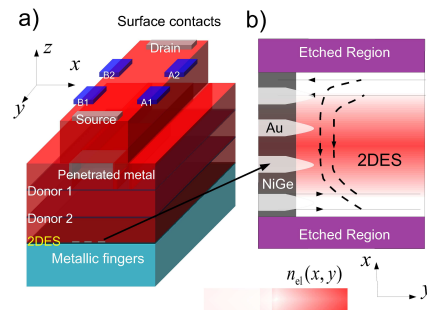 a)
Surface contacts
z
x
y
Drain
B2
A2
B1
A1
Source
Penetrated metal
Donor 1
Donor 2
2DES
Metallic fingers
b)
Etched Region
Au
2DES
NiGe
Etched Region
n_el(x, y)
x
y